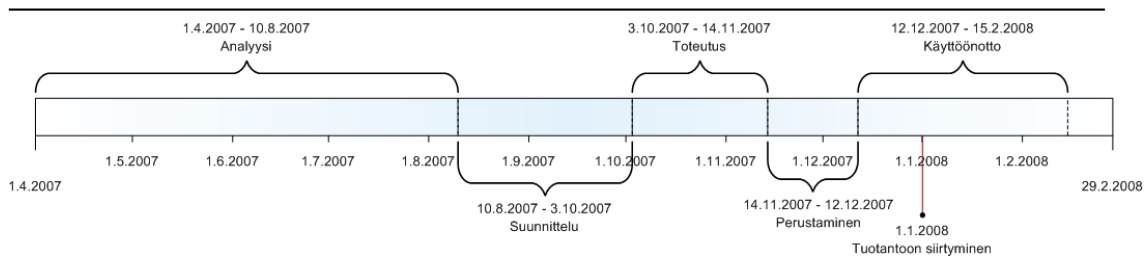 1.4.2007 - 10.8.2007
Analyysi
3.10.2007 - 14.11.2007
Toteutus
12.12.2007 - 15.2.2008
Käyttöönotto
1.5.2007
1.6.2007
1.7.2007
1.8.2007
1.9.2007
1.10.2007
1.11.2007
1.12.2007
1.1.2008
1.2.2008
1.4.2007
29.2.2008
10.8.2007 - 3.10.2007
Suunnittelu
14.11.2007 - 12.12.2007
Perustaminen
1.1.2008
Tuotantoon siirtyminen